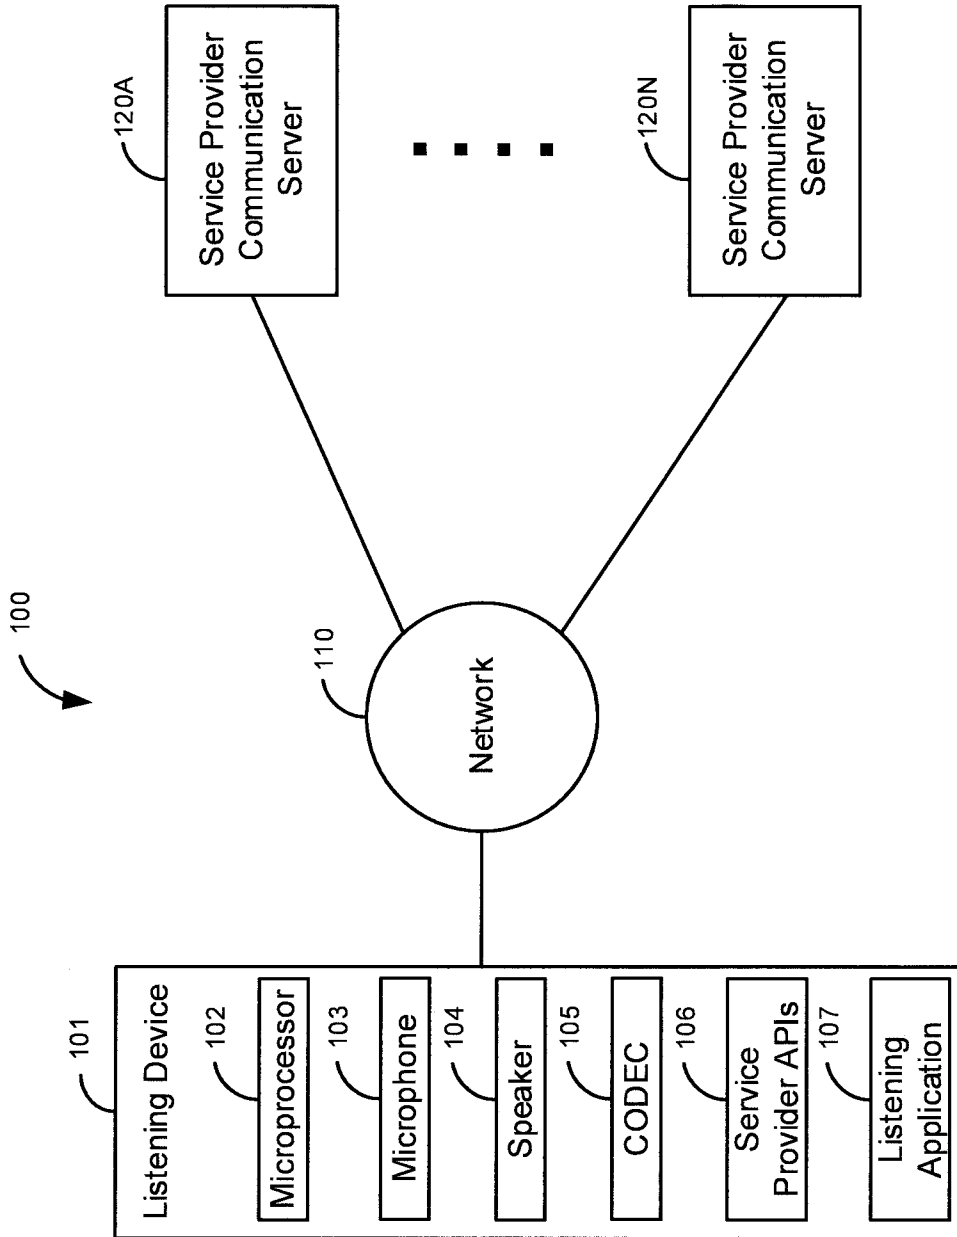 100
101
Listening Device
102
Microprocessor
103
Microphone
104
Speaker
105
CODEC
106
Service
Provider APIs
107
Listening
Application
110
Network
120A
Service Provider
Communication
Server
120N
Service Provider
Communication
Server